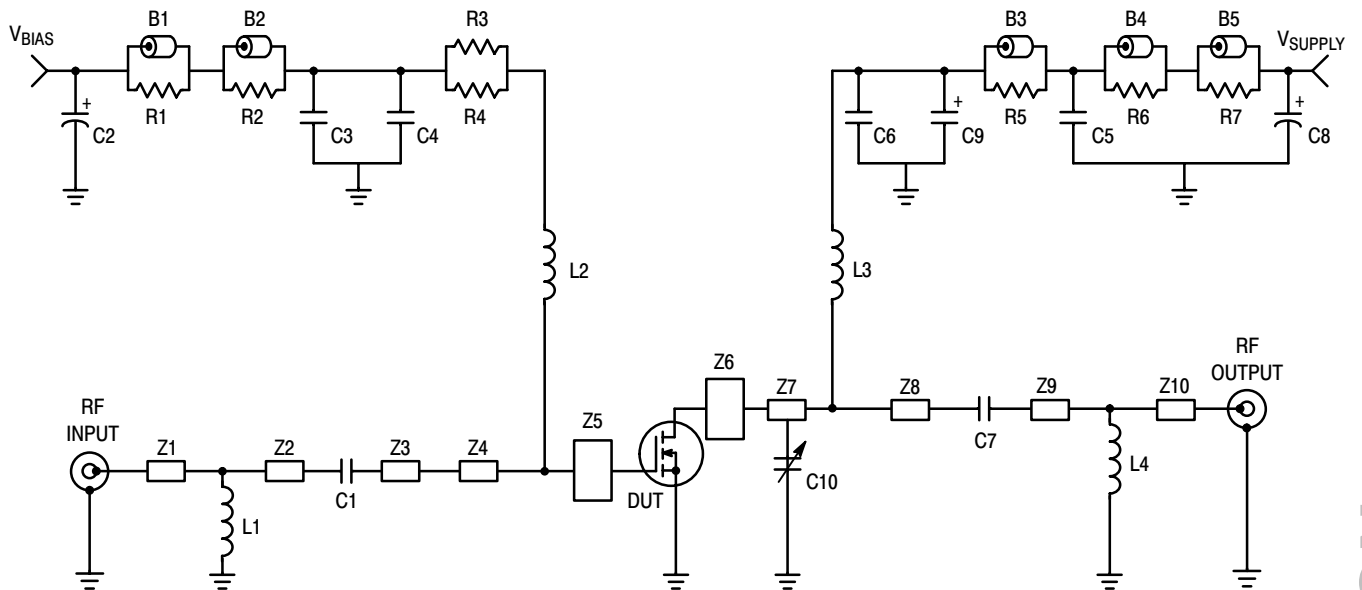 B1 B2 R3 B3 B4 B5
VBIAS VSUPPLY
+ R1 R2 R4 + R5 R6 R7 +
C2 C3 C4 C6 C9 C5 C8
L2 L3
Z6 RF
OUTPUT
RF
INPUT
Z5 Z7 Z8 Z9 Z10
Z1 Z2 Z3 Z4 C7
C1 DUT C10 L4
L1